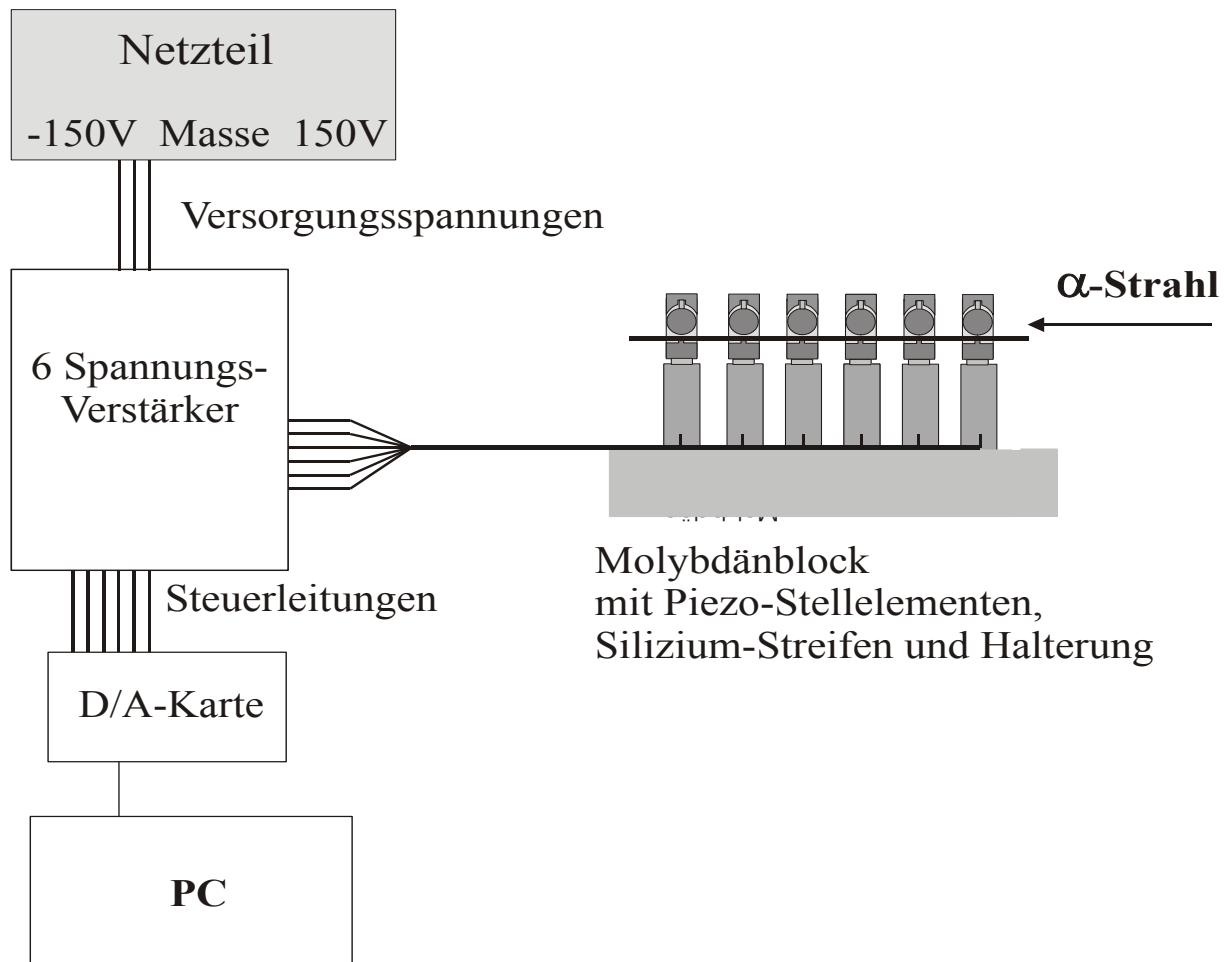 Netzteil
-150V Masse 150V
Versorgungsspannungen
α-Strahl
6 Spannungs-
Verstärker
Steuerleitungen
Molybdänblock
mit Piezo-Stellelementen,
Silizium-Streifen und Halterung
D/A-Karte
PC